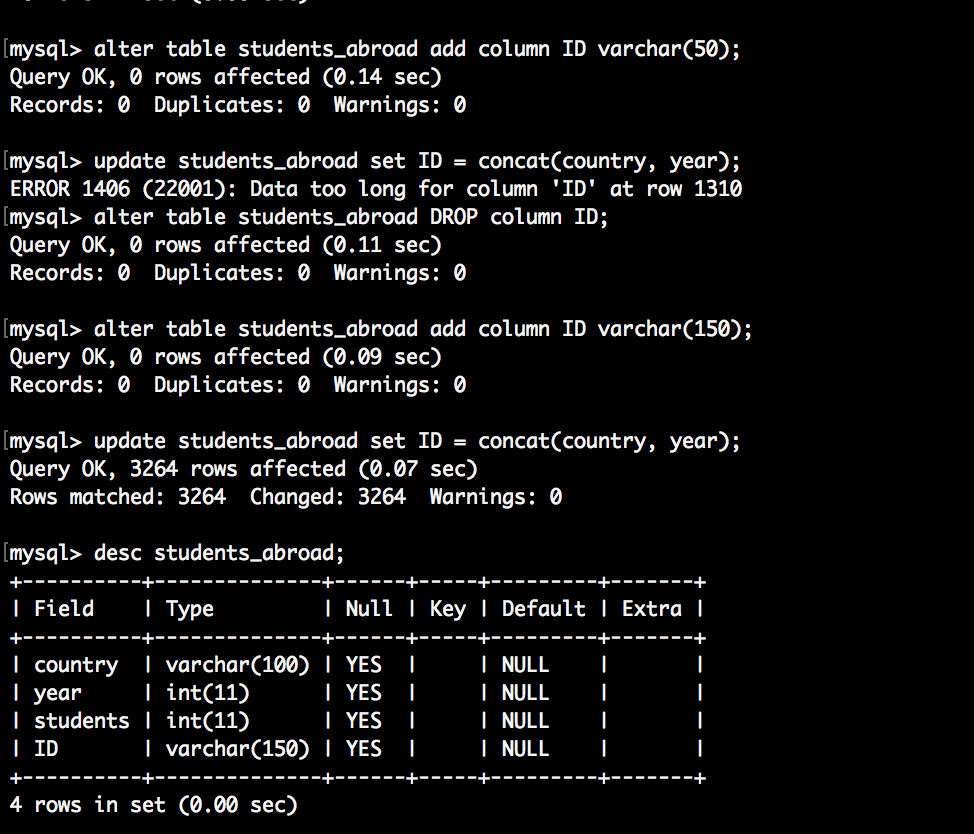 [mysql> alter table students_abroad add column ID varchar(50);
Query OK, 0 rows affected (0.14 sec)
Records: 0  Duplicates: 0  Warnings: 0
[mysql> update students_abroad set ID = concat(country, year);
ERROR 1406 (22001): Data too long for column 'ID' at row 1310
[mysql> alter table students_abroad DROP column ID;
Query OK, 0 rows affected (0.11 sec)
Records: 0  Duplicates: 0  Warnings: 0
[mysql> alter table students_abroad add column ID varchar(150);
Query OK, 0 rows affected (0.09 sec)
Records: 0  Duplicates: 0  Warnings: 0
[mysql> update students_abroad set ID = concat(country, year);
Query OK, 3264 rows affected (0.07 sec)
Rows matched: 3264  Changed: 3264  Warnings: 0
[mysql> desc students_abroad;
+----------+--------------+------+-----+---------+-------+
| Field    | Type         | Null | Key | Default | Extra |
+----------+--------------+------+-----+---------+-------+
| country  | varchar(100) | YES  |     | NULL    |       |
| year     | int(11)      | YES  |     | NULL    |       |
| students | int(11)      | YES  |     | NULL    |       |
| ID       | varchar(150) | YES  |     | NULL    |       |
+----------+--------------+------+-----+---------+-------+
4 rows in set (0.00 sec)